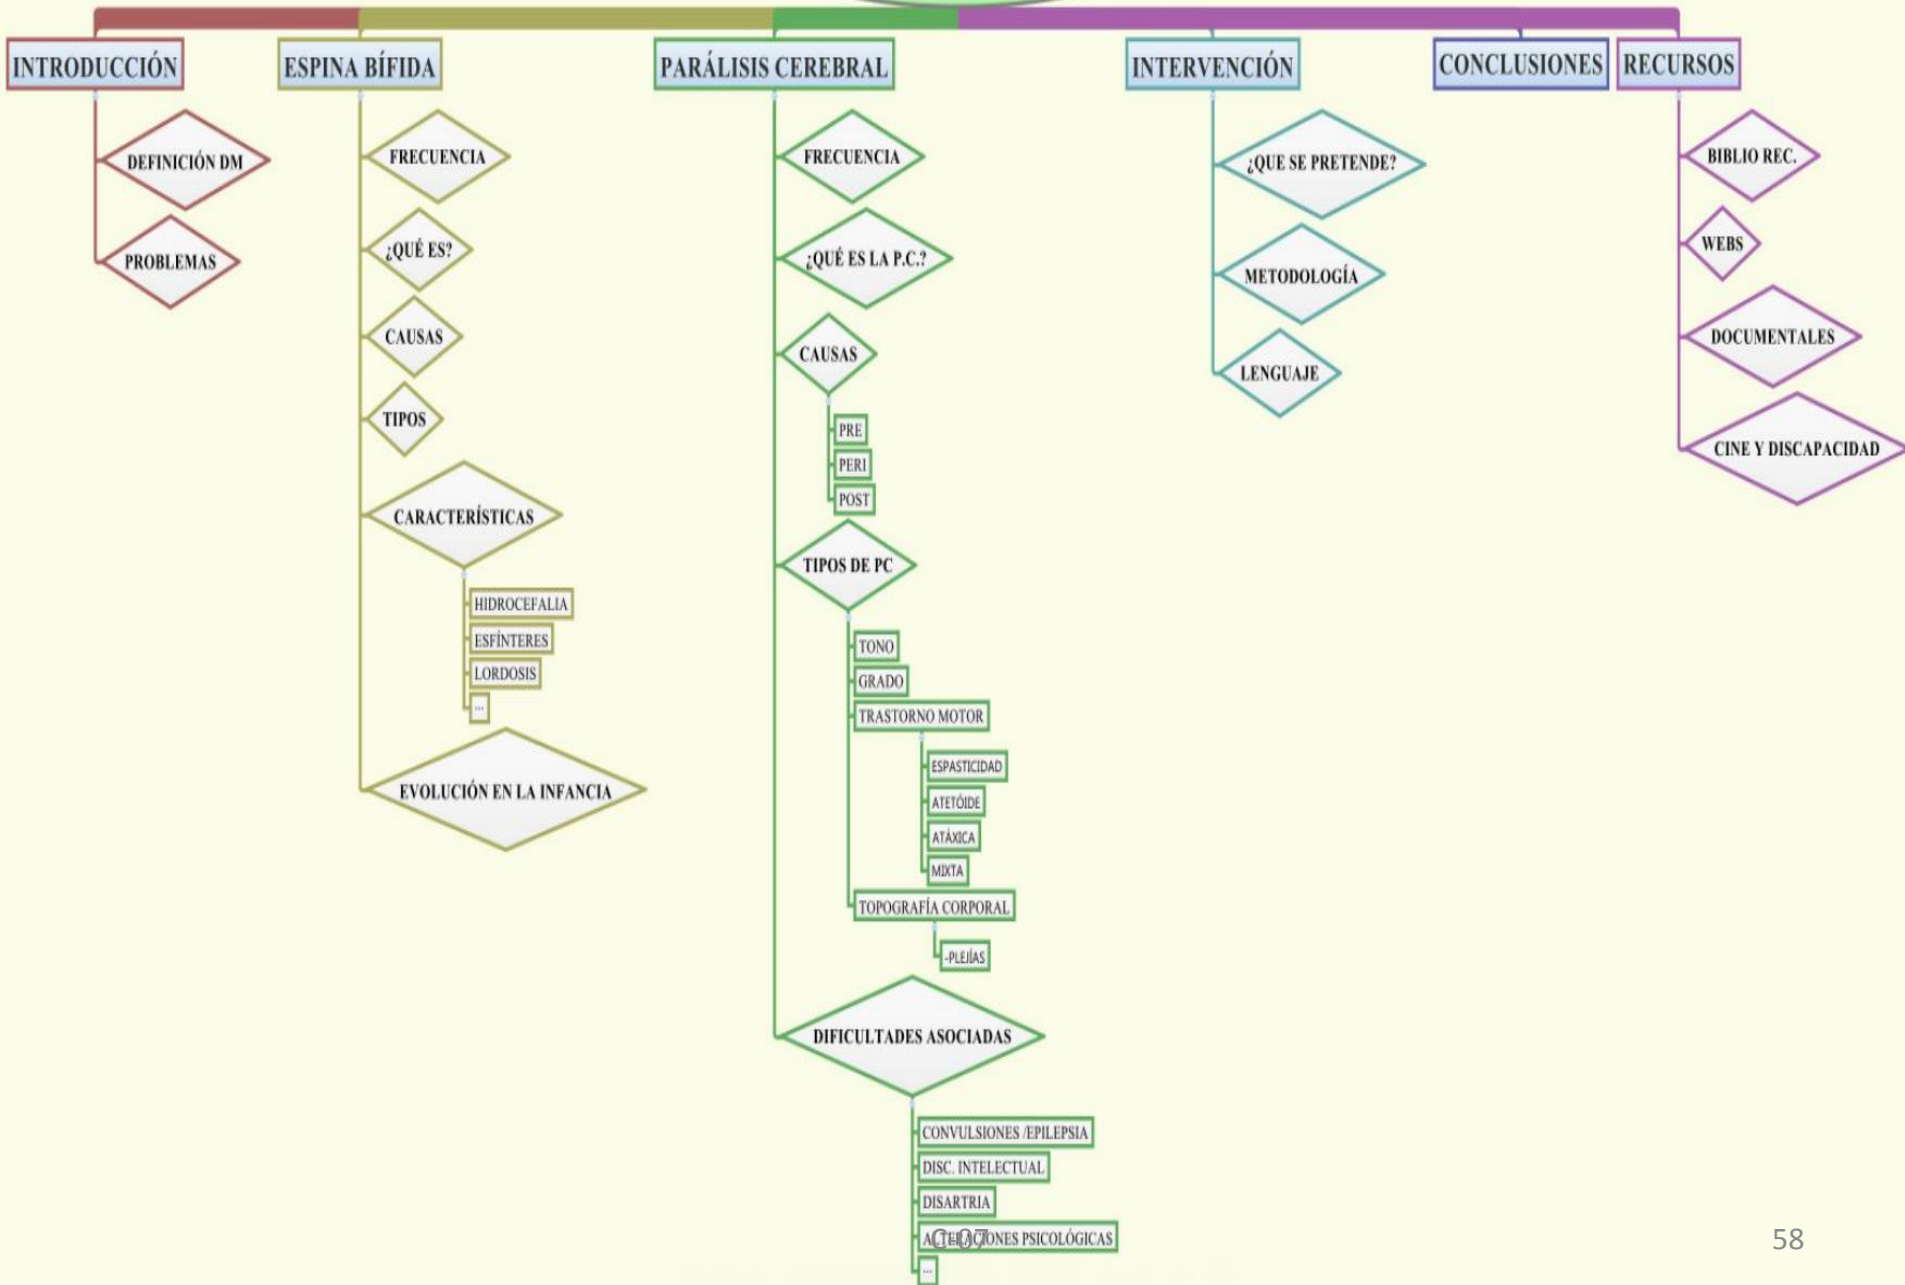 INTRODUCCIÓN
DEFINICIÓN DM
PROBLEMAS
ESPINA BÍFIDA
FRECUENCIA
¿QUÉ ES?
CAUSAS
TIPOS
CARACTERÍSTICAS
HIDROCEFALIA
ESFÍNTERES
LORDOSIS
...
EVOLUCIÓN EN LA INFANCIA
PARÁLISIS CEREBRAL
FRECUENCIA
¿QUÉ ES LA P.C.?
CAUSAS
PRE
PERI
POST
TIPOS DE PC
TONO
GRADO
TRASTORNO MOTOR
ESPASTICIDAD
ATETÓIDE
ATÁXICA
MIXTA
TOPOGRAFÍA CORPORAL
-PLEJÍAS
DIFICULTADES ASOCIADAS
CONVULSIONES /EPILEPSIA
DISC. INTELECTUAL
DISARTRIA
ALTERACIONES PSICOLÓGICAS
...
INTERVENCIÓN
¿QUE SE PRETENDE?
METODOLOGÍA
LENGUAJE
CONCLUSIONES
RECURSOS
BIBLIO REC.
WEBS
DOCUMENTALES
CINE Y DISCAPACIDAD
C-07
58